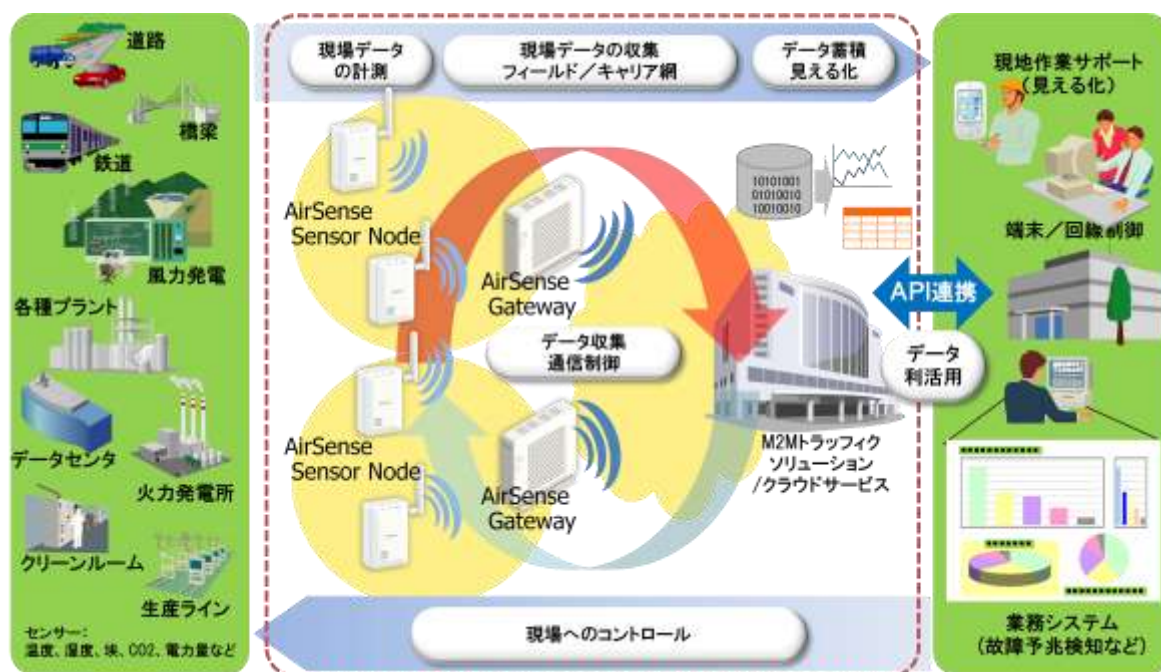 道路
橋梁
鉄道
風力発電
各種プラント
データセンタ
火力発電所
クリーンルーム
生産ライン
センサー：
温度、湿度、埃、CO2、電力量など
現場データ
の計測
現場データの収集
フィールド／キャリア網
データ蓄積
見える化
AirSense
Sensor Node
AirSense
Gateway
10101001
01010010
10010010
データ収集
通信制御
AirSense
Sensor Node
AirSense
Gateway
M2Mトラッフィク
ソリューション
/クラウドサービス
現場へのコントロール
API連携
データ
利活用
現地作業サポート
（見える化）
端末／回線制御
業務システム
（故障予兆検知など）